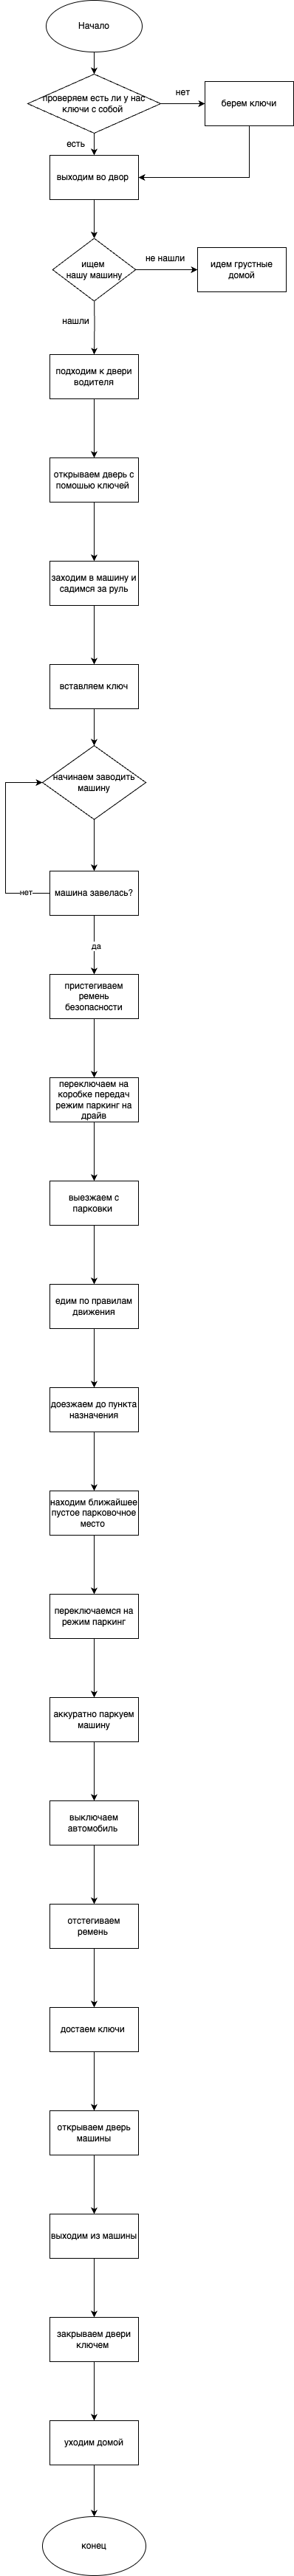 Начало
проверяем есть ли у нас
ключи с собой
нет
берем ключи
есть
выходим во двор
ищем
нашу машину
не нашли
идем грустные
домой
нашли
подходим к двери
водителя
открываем дверь с
помошью ключей
заходим в машину и
садимся за руль
вставляем ключ
начинаем заводить
машину
нет
машина завелась?
да
пристегиваем
ремень
безопасности
переключаем на
коробке передач
режим паркинг на
драйв
выезжаем с
парковки
едим по правилам
движения
доезжаем до пункта
назначения
находим ближайшее
пустое парковочное
место
переключаемся на
режим паркинг
аккуратно паркуем
машину
выключаем
автомобиль
отстегиваем
ремень
достаем ключи
открываем дверь
машины
выходим из машины
закрываем двери
ключем
уходим домой
конец